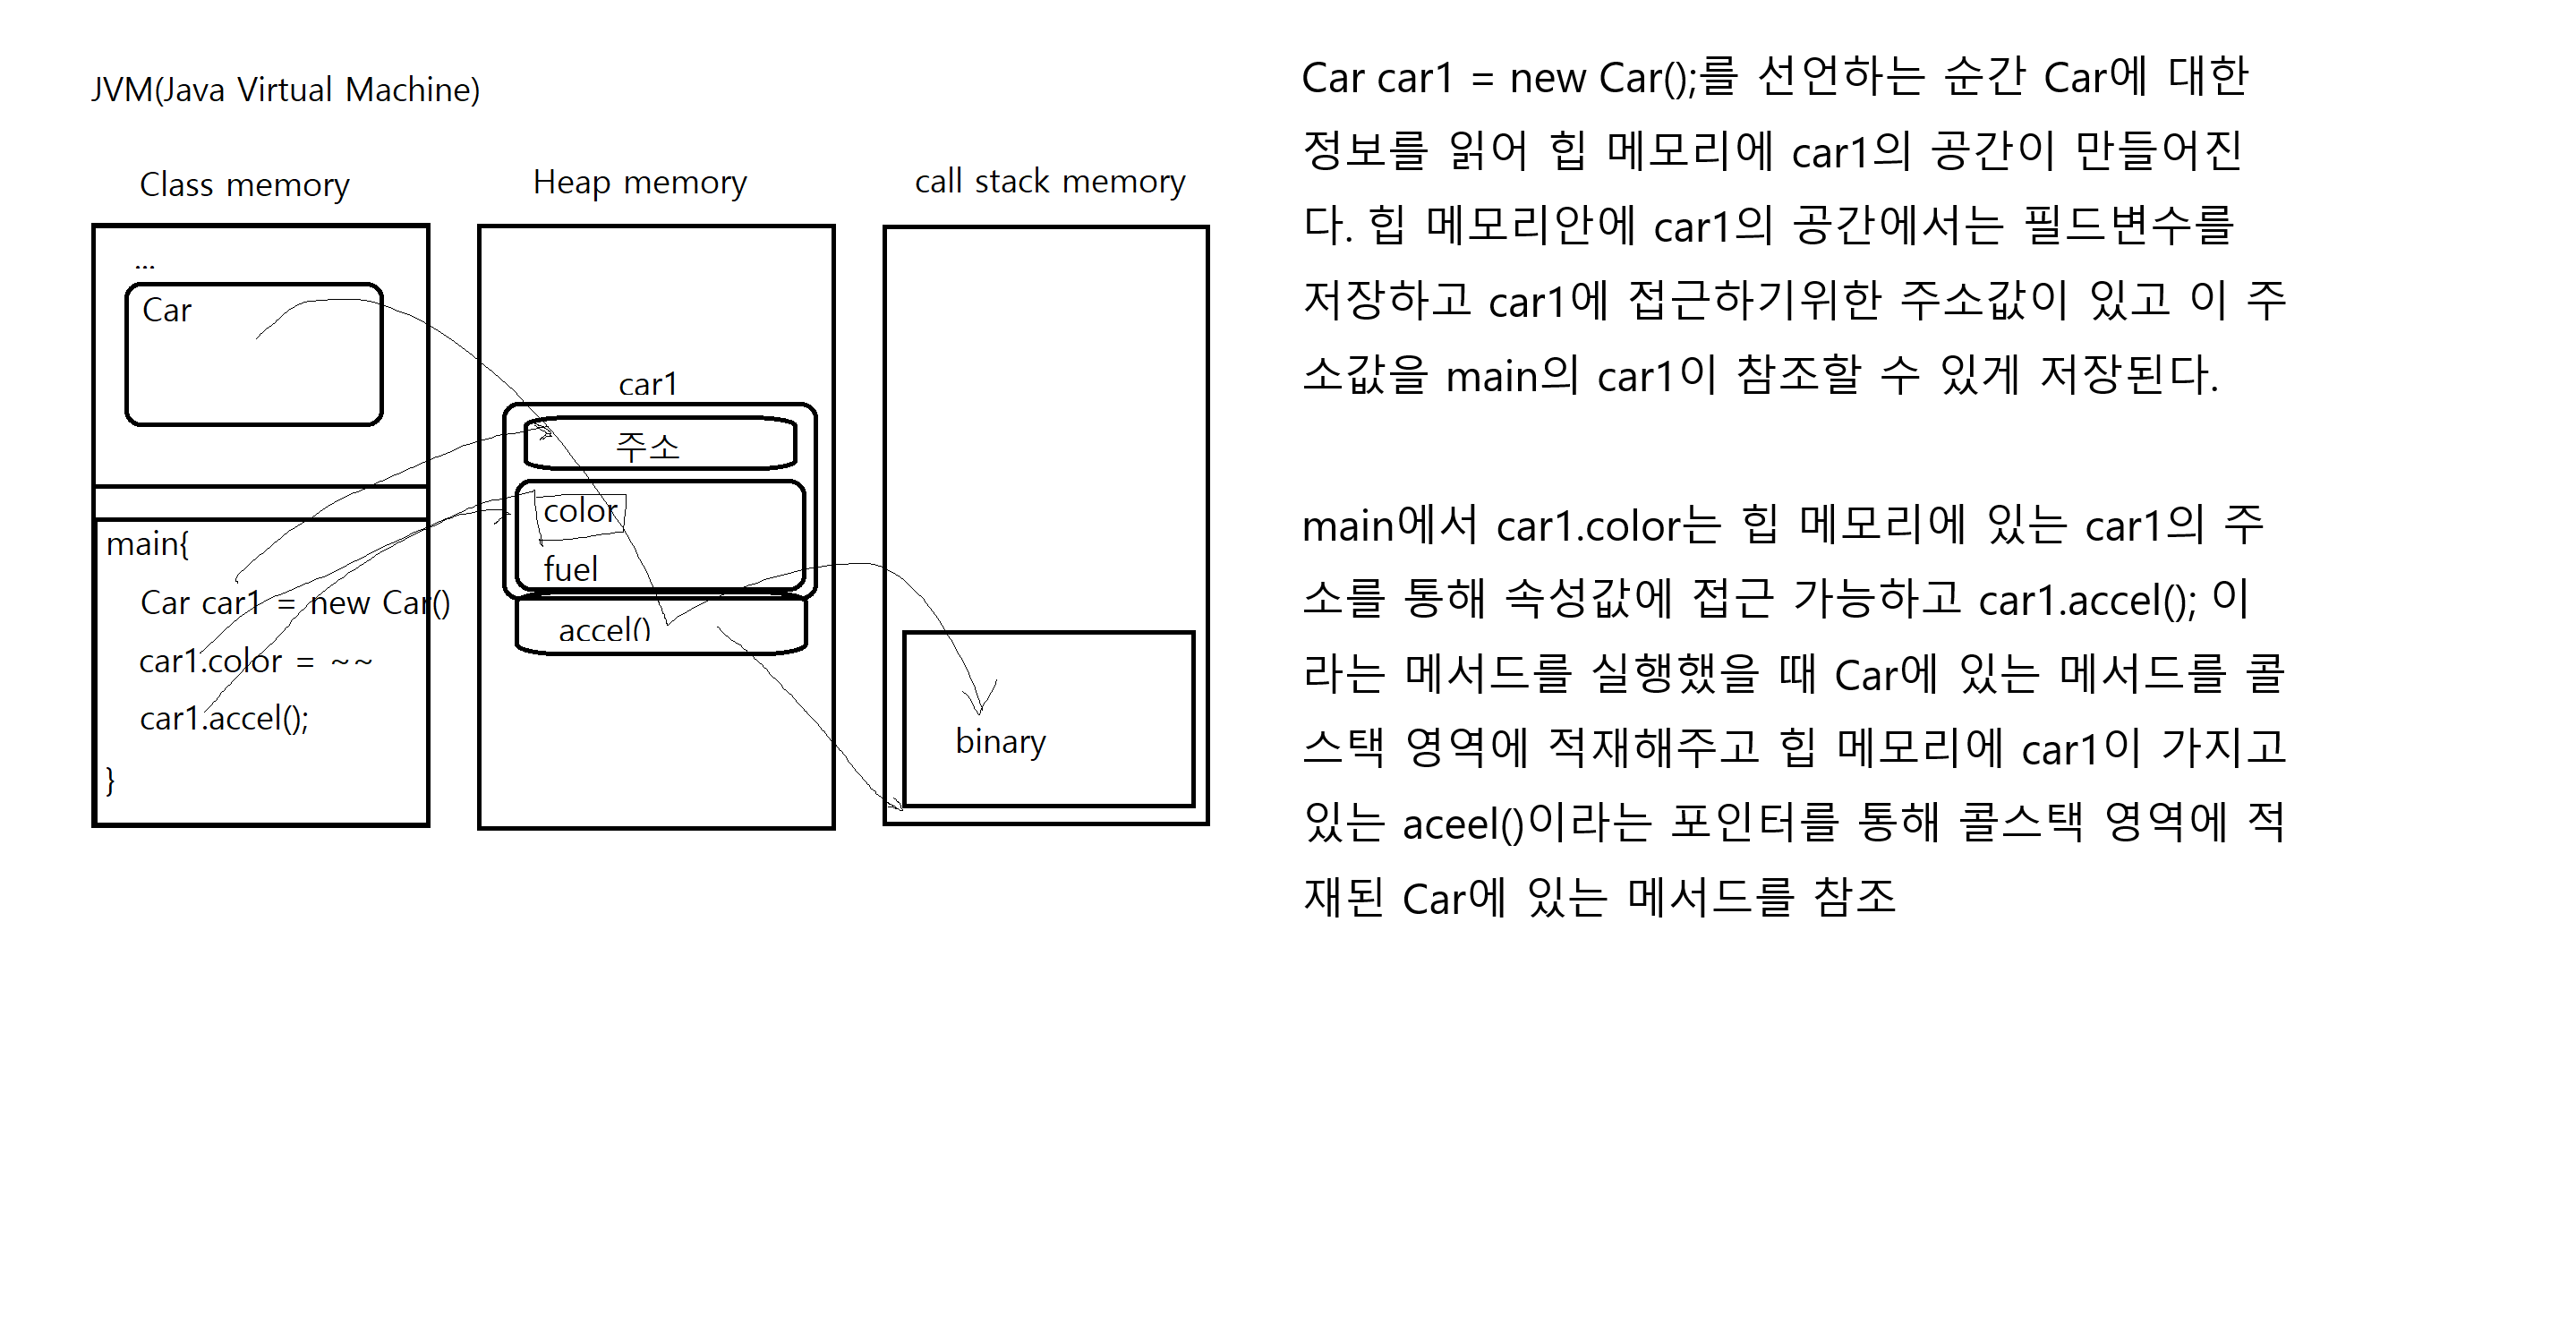 JVM(Java Virtual Machine)
Class memory
Heap memory
call stack memory
...
Car
main{
Car car1 = new Car()
car1.color = ~~
car1.accel();
}
car1
주소
color
fuel
accel()
binary
Car car1 = new Car();를 선언하는 순간 Car에 대한
정보를 읽어 힙 메모리에 car1의 공간이 만들어진
다. 힙 메모리안에 car1의 공간에서는 필드변수를
저장하고 car1에 접근하기위한 주소값이 있고 이 주
소값을 main의 car1이 참조할 수 있게 저장된다.
main에서 car1.color는 힙 메모리에 있는 car1의 주
소를 통해 속성값에 접근 가능하고 car1.accel(); 이
라는 메서드를 실행했을 때 Car에 있는 메서드를 콜
스택 영역에 적재해주고 힙 메모리에 car1이 가지고
있는 aceel()이라는 포인터를 통해 콜스택 영역에 적
재된 Car에 있는 메서드를 참조